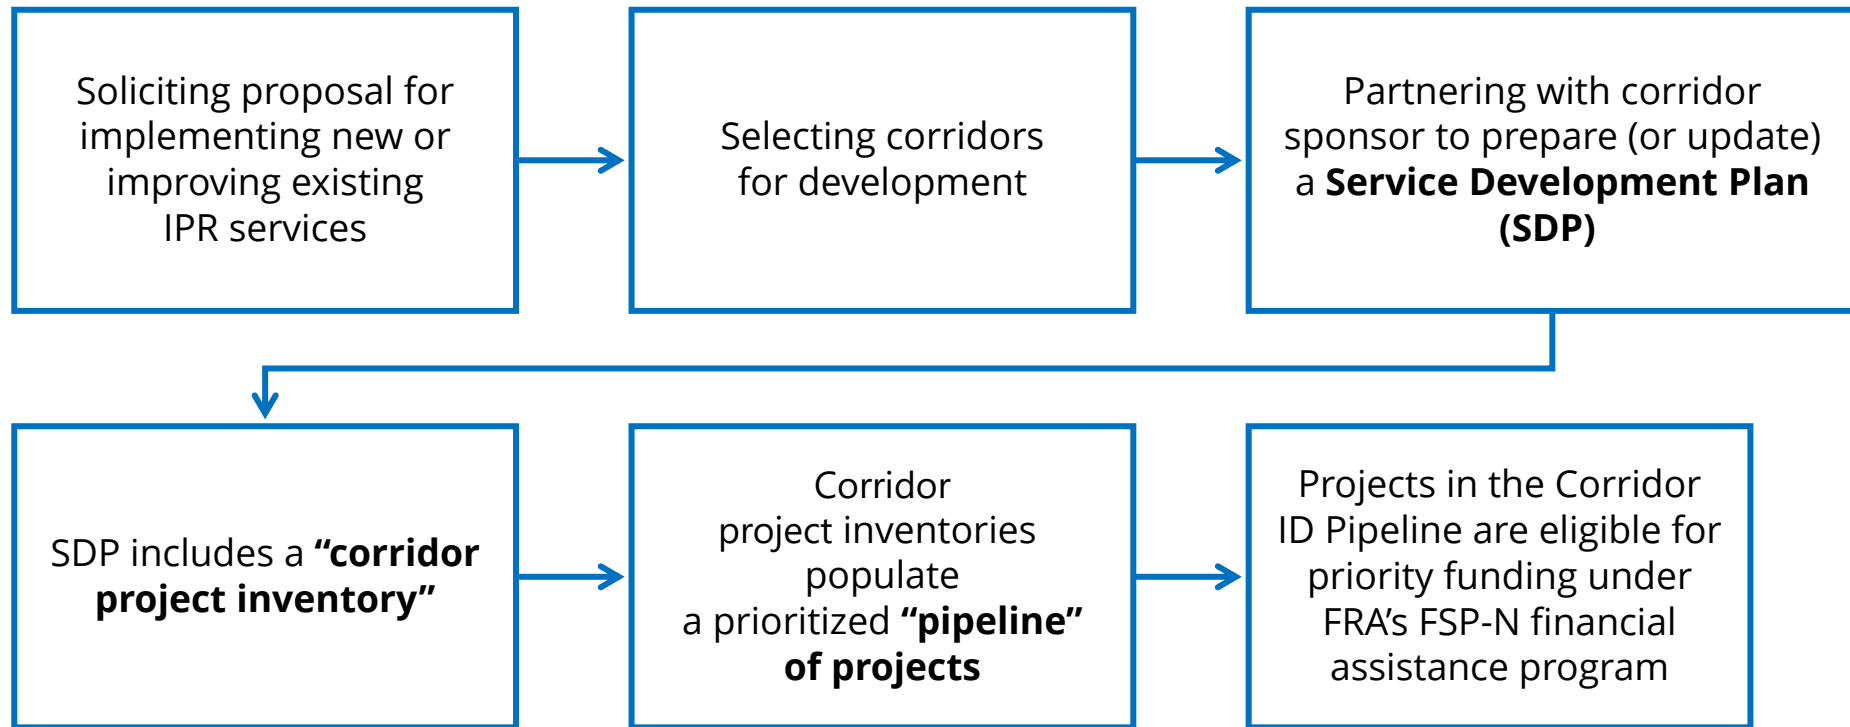 Soliciting proposal for
implementing new or
improving existing
IPR services
Selecting corridors
for development
Partnering with corridor
sponsor to prepare (or update)
a Service Development Plan
(SDP)
SDP includes a “corridor
project inventory”
Corridor
project inventories
populate
a prioritized “pipeline”
of projects
Projects in the Corridor
ID Pipeline are eligible for
priority funding under
FRA’s FSP-N financial
assistance program